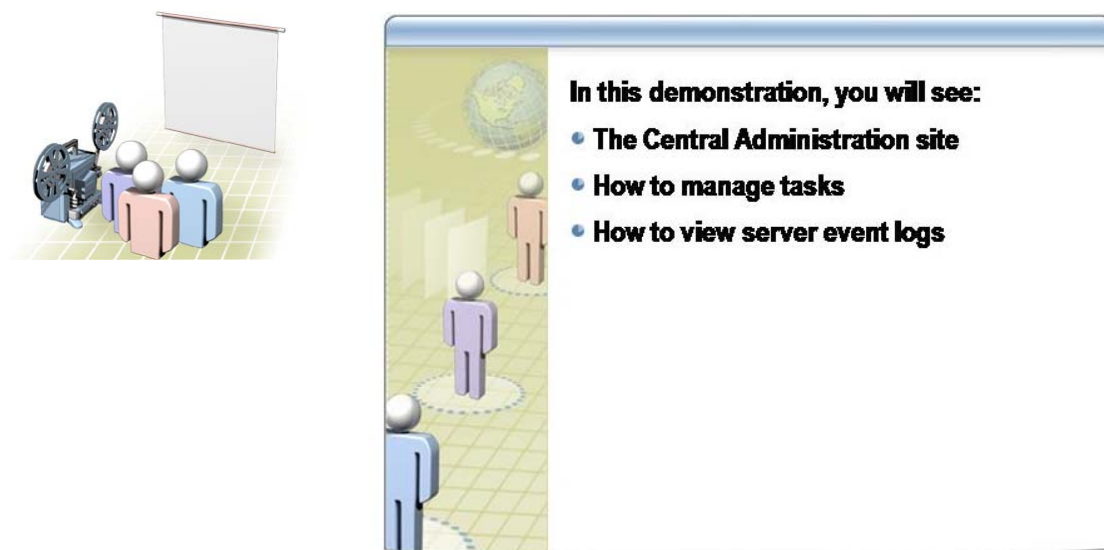 In this demonstration, you will see:
The Central Administration site
How to manage tasks
How to view server event logs